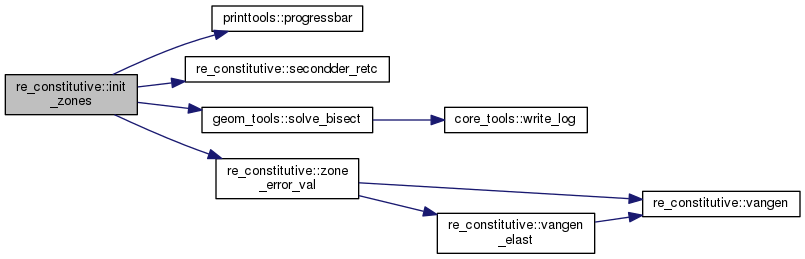 printtools::progressbar
re_constitutive::secondder_retc
re_constitutive::init
_zones
geom_tools::solve_bisect
core_tools::write_log
re_constitutive::zone
_error_val
re_constitutive::vangen
re_constitutive::vangen
_elast